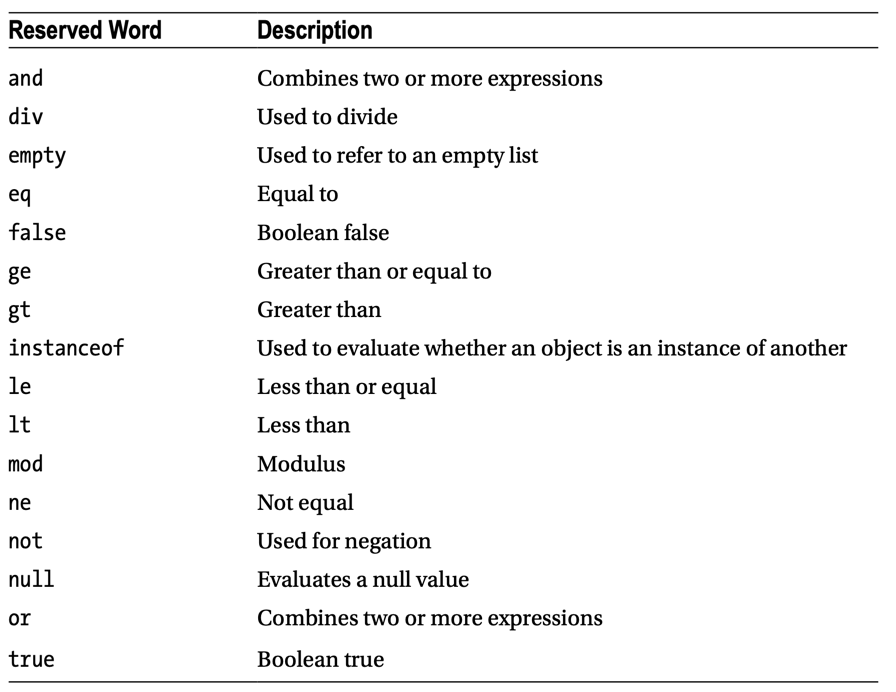 Reserved Word Description
and Combines two or more expressions
div Used to divide
empty Used to refer to an empty list
eq Equal to
false Boolean false
ge Greater than or equal to
gt Greater than
instanceof Used to evaluate whether an object is an instance of another
le Less than or equal
lt Less than
mod Modulus
ne Not equal
not Used for negation
null Evaluates a null value
or Combines two or more expressions
true Boolean true